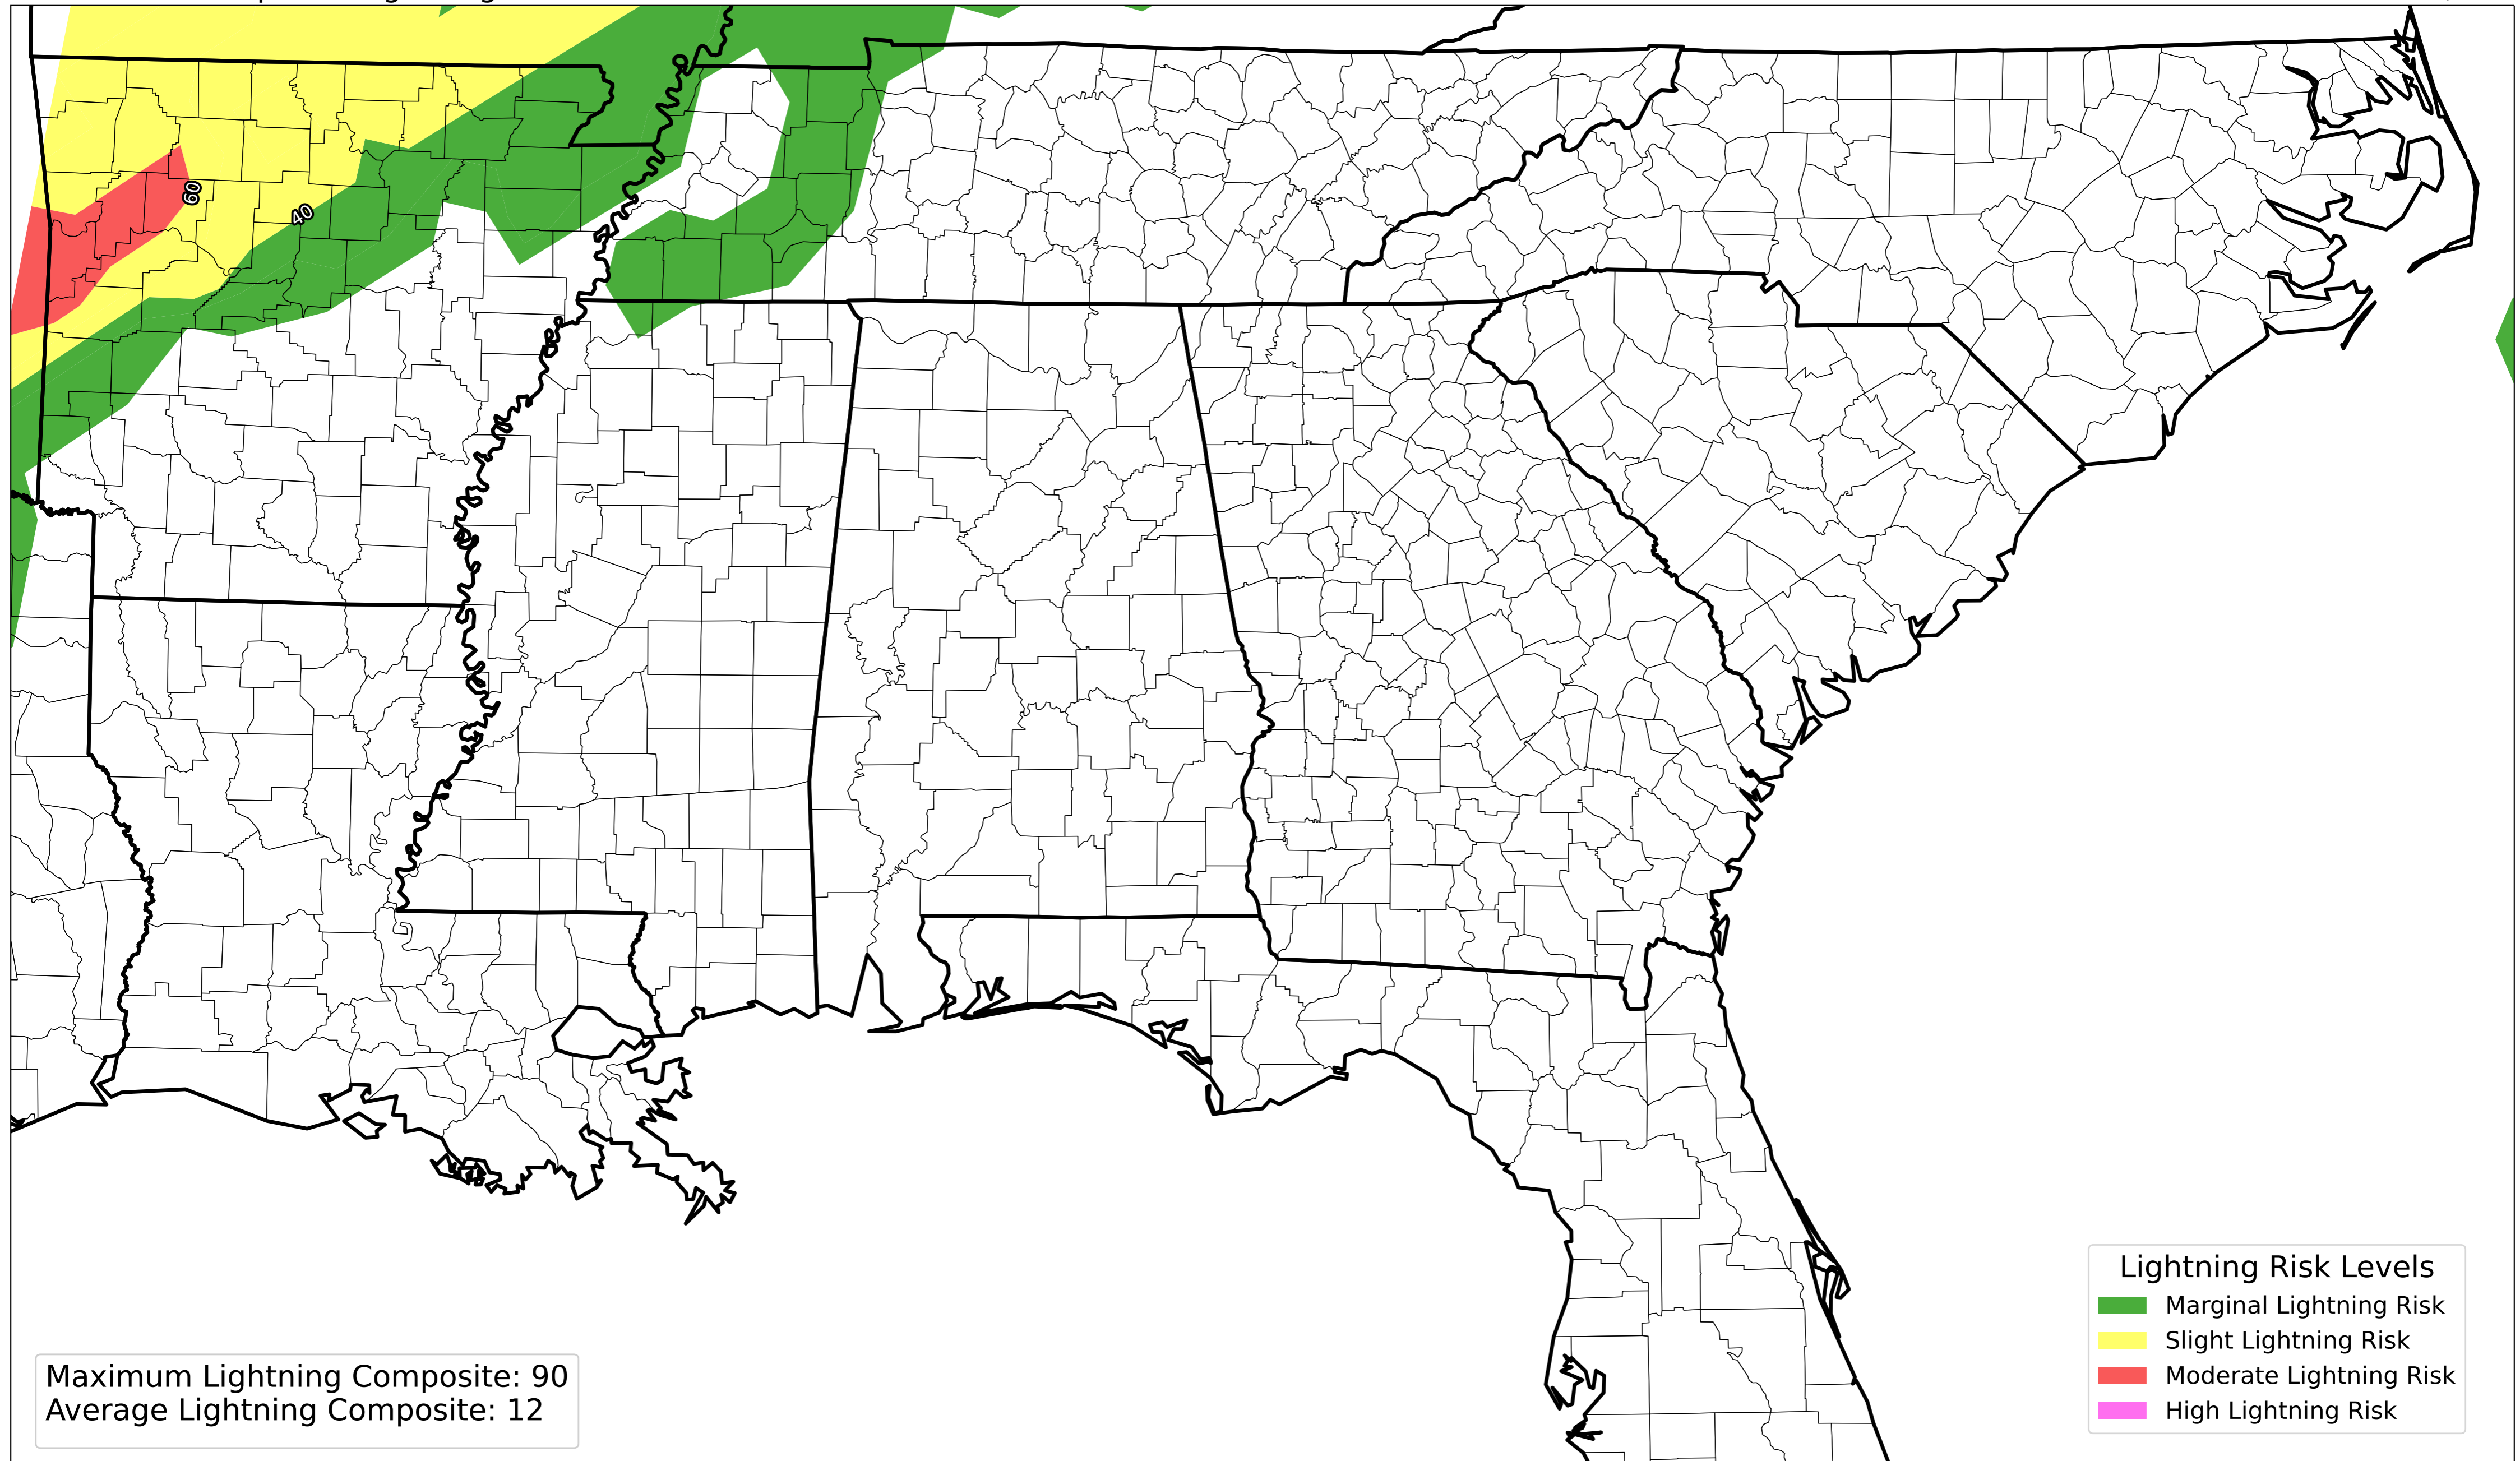 60
40
Lightning Risk Levels
Marginal Lightning Risk
Slight Lightning Risk
Moderate Lightning Risk
High Lightning Risk
Maximum Lightning Composite: 90
Average Lightning Composite: 12